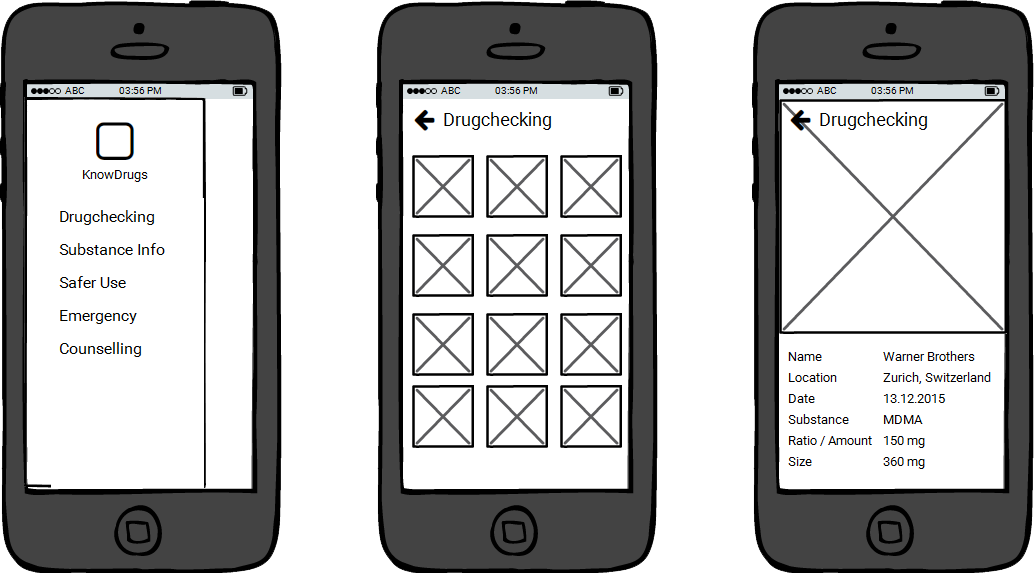 ABC 03:56 PM
KnowDrugs
Drugchecking
Substance Info
Safer Use
Emergency
Counselling
ABC 03:56 PM
Drugchecking
ABC 03:56 PM
Drugchecking
Name Warner Brothers
Location Zurich, Switzerland
Date 13.12.2015
Substance MDMA
Ratio / Amount 150 mg
Size 360 mg